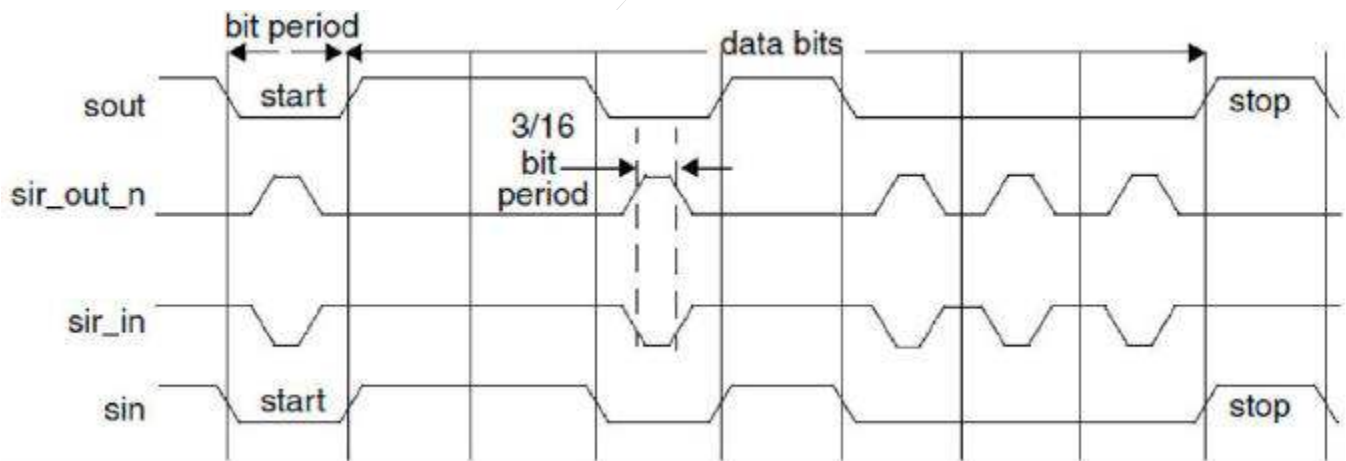 bit period
data bits
sout
start
stop
3/16
bit
period
sir_out_n
sir_in
sin
start
stop